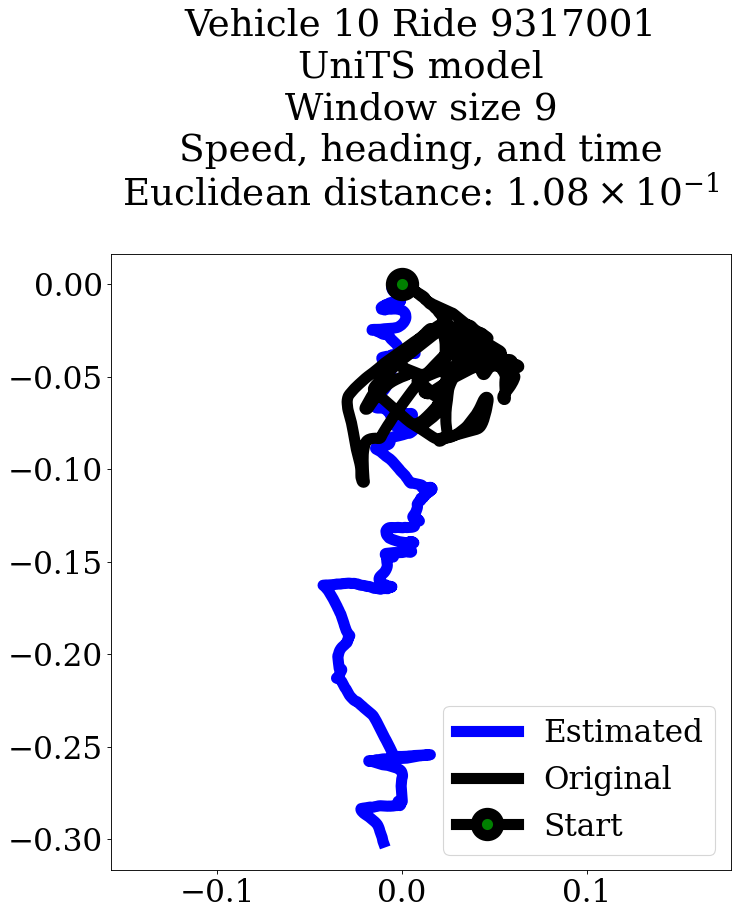 Vehicle 10 Ride 9317001
UniTS model
Window size 9
Speed, heading, and time
Euclidean distance: 1.08 × 10⁻¹
0.00
−0.05
−0.10
−0.15
−0.20
−0.25
−0.30
Estimated
Original
Start
−0.1
0.0
0.1